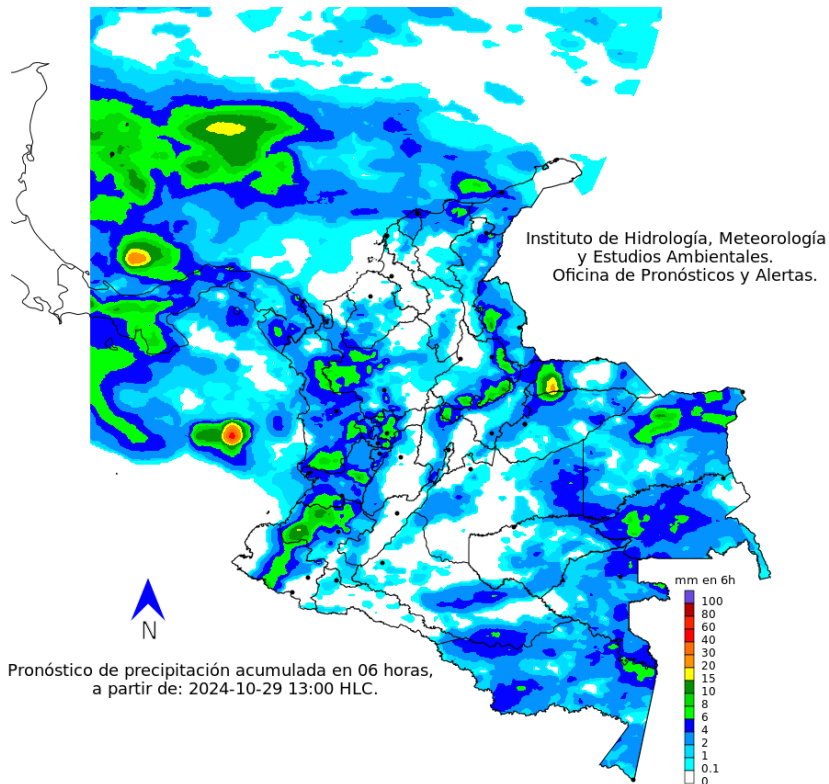 Instituto de Hidrología, Meteorología
y Estudios Ambientales.
Oficina de Pronósticos y Alertas.
mm en 6h
100
80
60
40
30
20
15
10
8
6
4
2
1
0.1
0
N
Pronóstico de precipitación acumulada en 06 horas,
a partir de: 2024-10-29 13:00 HLC.